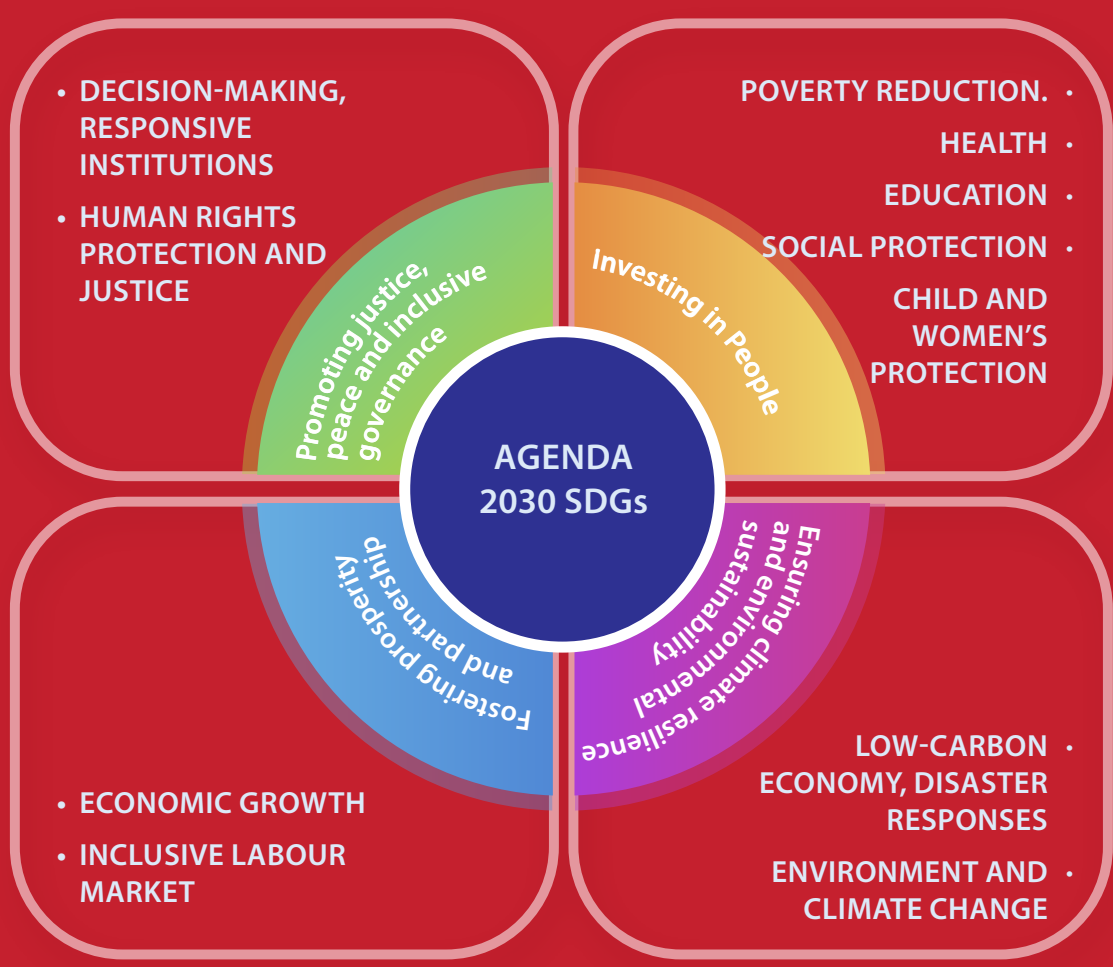 • DECISION-MAKING,
RESPONSIVE
INSTITUTIONS
• HUMAN RIGHTS
PROTECTION AND
JUSTICE
POVERTY REDUCTION. •
HEALTH •
EDUCATION •
SOCIAL PROTECTION •
CHILD AND
WOMEN'S
PROTECTION
Promoting justice,
peace and inclusive
governance
Investing in People
AGENDA
2030 SDGs
Fostering prosperity
and partnership
Ensuring climate resilience
and environmental
sustainability
• ECONOMIC GROWTH
• INCLUSIVE LABOUR
MARKET
LOW-CARBON •
ECONOMY, DISASTER
RESPONSES
ENVIRONMENT AND •
CLIMATE CHANGE